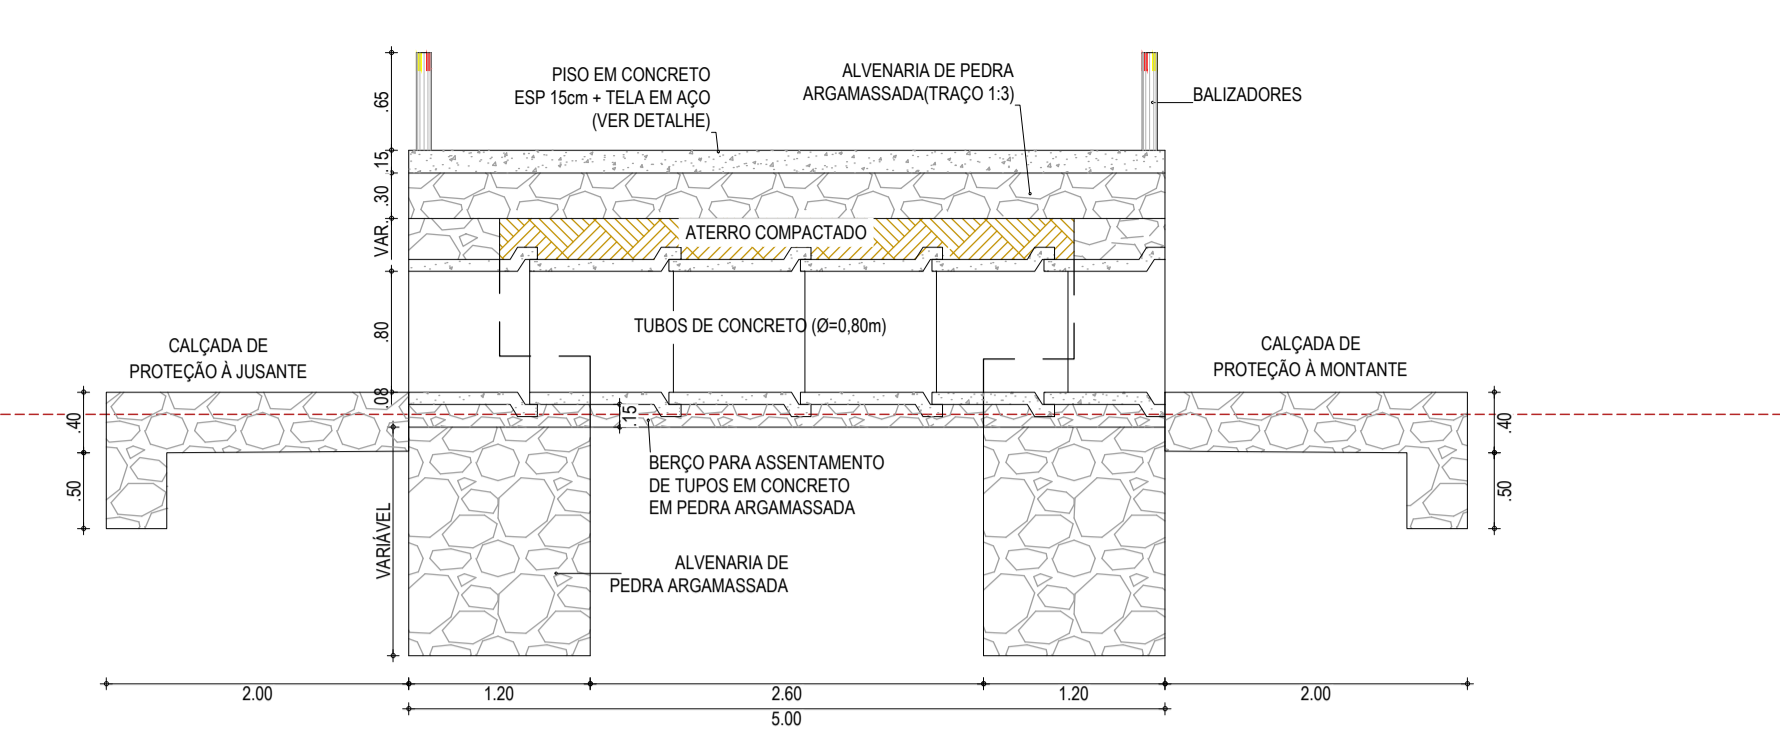 PISO EM CONCRETO
ESP 15cm + TELA EM AÇO
(VER DETALHE)
ALVENARIA DE PEDRA
ARGAMASSADA(TRAÇO 1:3)
BALIZADORES
.65
.15
.30
VAR.
.80
.08
VARIÁVEL
ATERRO COMPACTADO
TUBOS DE CONCRETO (Ø=0,80m)
CALÇADA DE
PROTEÇÃO À JUSANTE
CALÇADA DE
PROTEÇÃO À MONTANTE
.40
.50
.15
.40
.50
BERÇO PARA ASSENTAMENTO
DE TUPOS EM CONCRETO
EM PEDRA ARGAMASSADA
ALVENARIA DE
PEDRA ARGAMASSADA
2.00
1.20
2.60
1.20
2.00
5.00